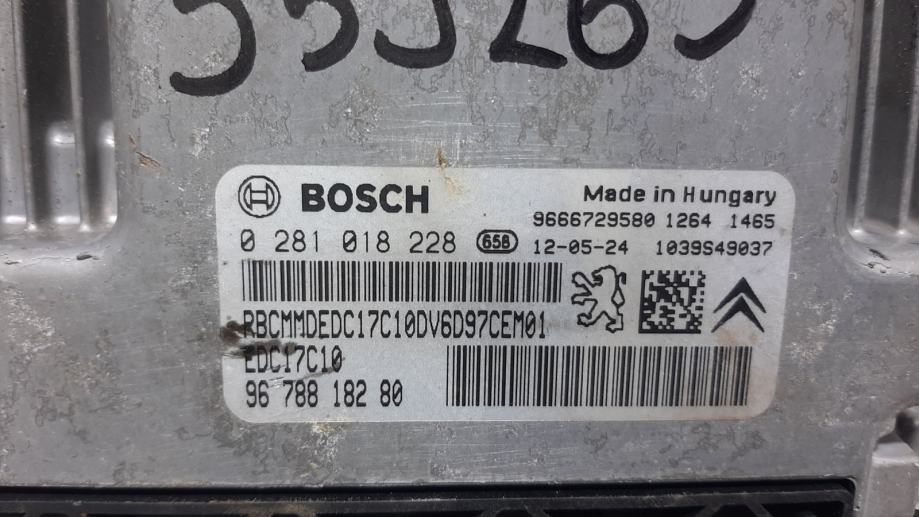 BOSCH
Made in Hungary
9666729580 1264 1465
0 281 018 228 658 12-05-24 1039S49037
RBCMMDEDC17C10DV6D97CEM01
EDC17C10
96 788 182 80